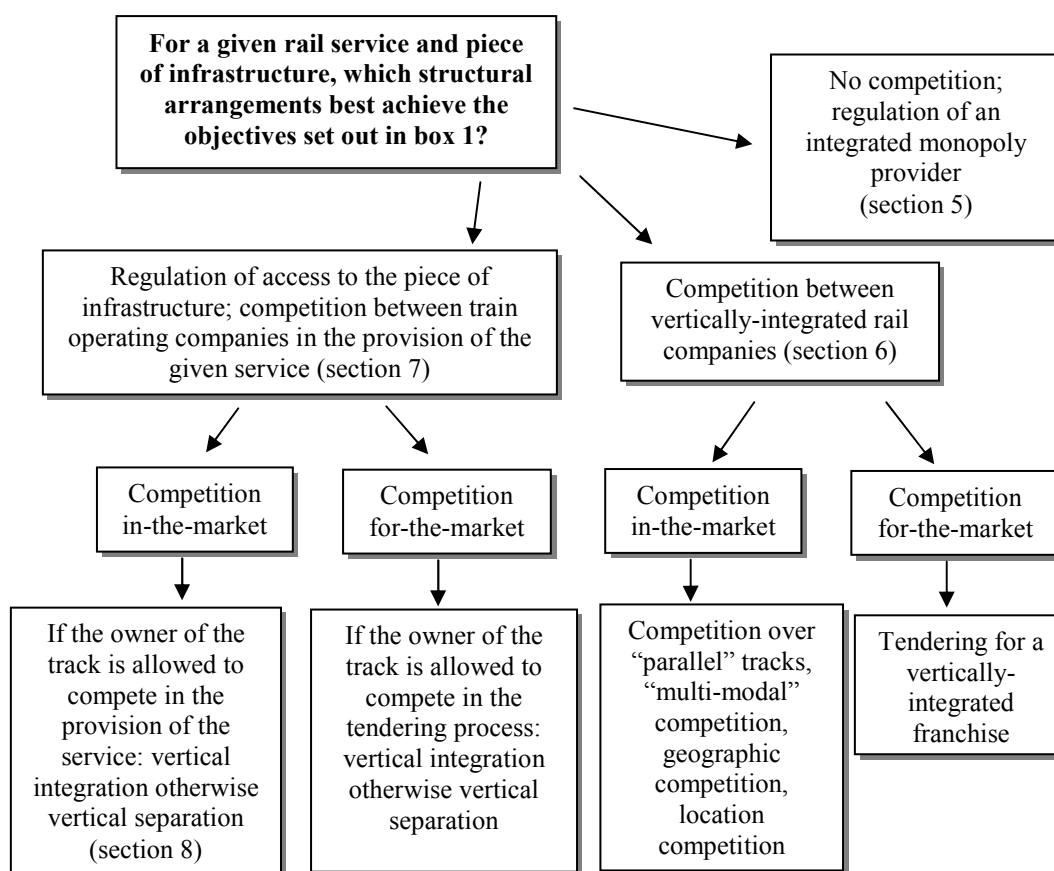 For a given rail service and piece
of infrastructure, which structural
arrangements best achieve the
objectives set out in box 1?
No competition;
regulation of an
integrated monopoly
provider
(section 5)
Regulation of access to the piece of
infrastructure; competition between train
operating companies in the provision of the
given service (section 7)
Competition between
vertically-integrated rail
companies (section 6)
Competition
in-the-market
Competition
for-the-market
Competition
in-the-market
Competition
for-the-market
If the owner of the
track is allowed to
compete in the
provision of the
service: vertical
integration otherwise
vertical separation
(section 8)
If the owner of the
track is allowed to
compete in the
tendering process:
vertical integration
otherwise vertical
separation
Competition over
“parallel” tracks,
“multi-modal”
competition,
geographic
competition,
location
competition
Tendering for a
vertically-
integrated
franchise